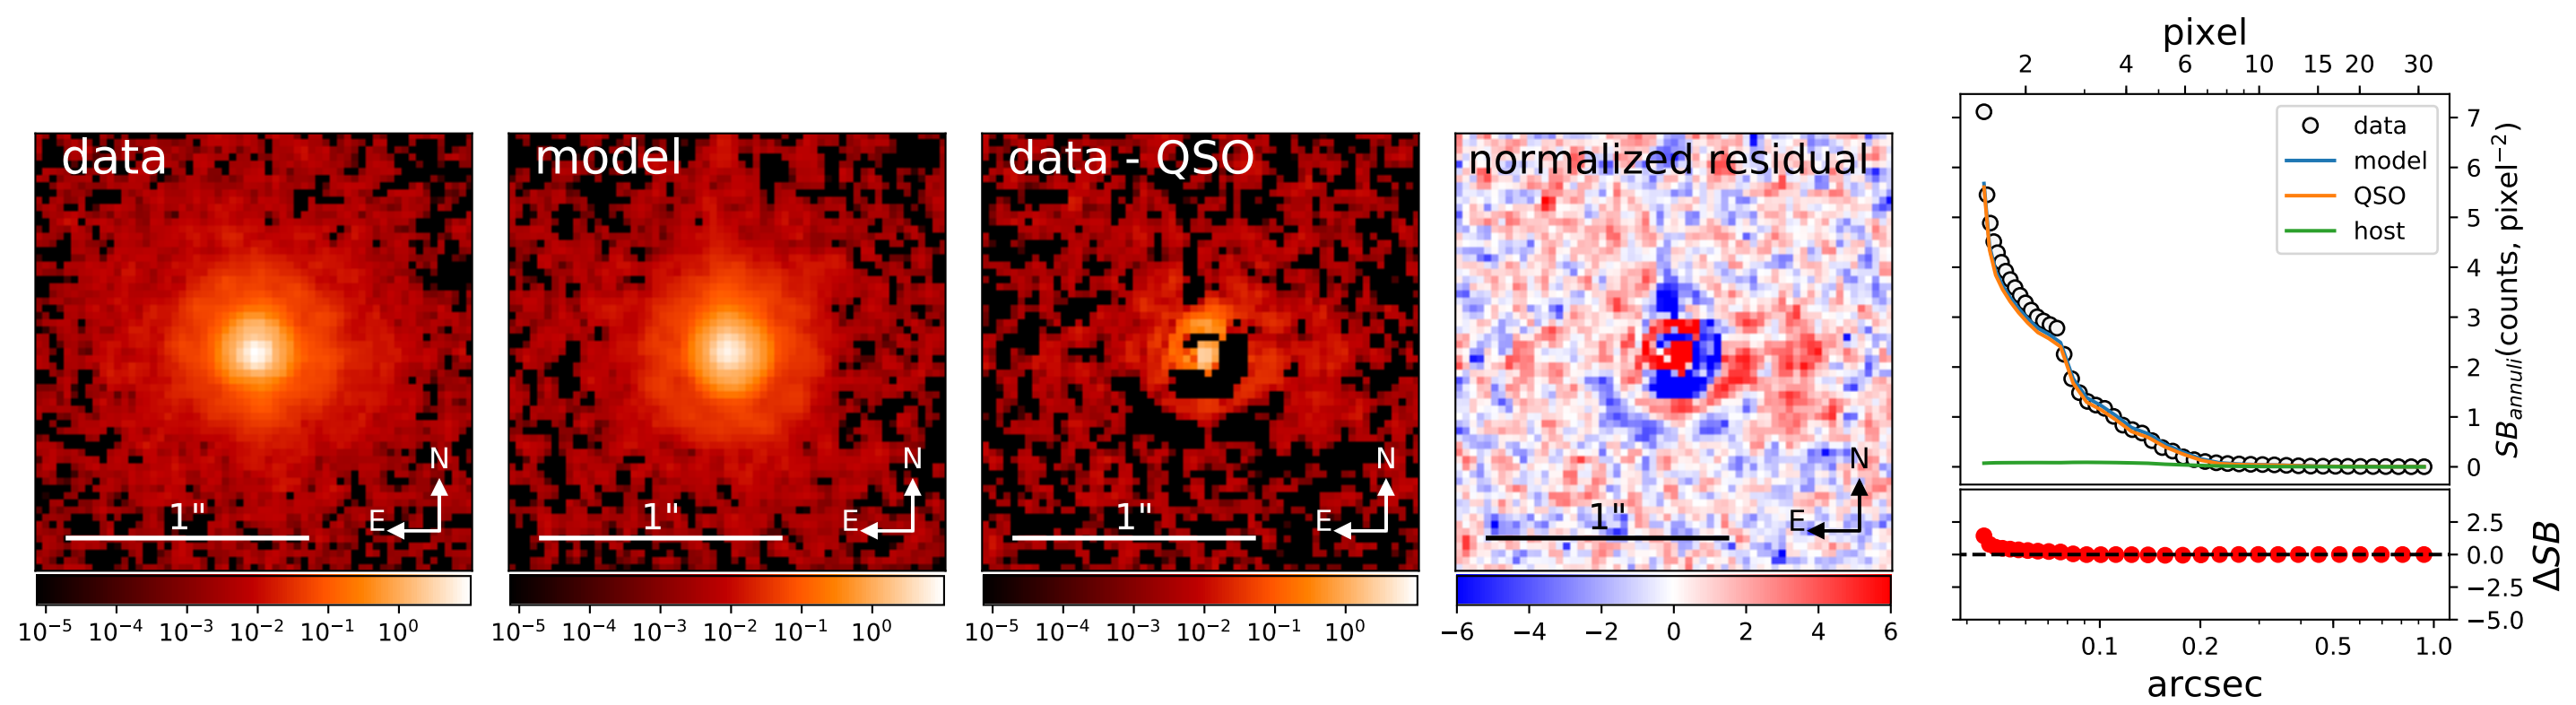 data
1"
N
E
10⁻⁵ 10⁻⁴ 10⁻³ 10⁻² 10⁻¹ 10⁰
model
1"
N
E
10⁻⁵ 10⁻⁴ 10⁻³ 10⁻² 10⁻¹ 10⁰
data - QSO
1"
N
E
10⁻⁵ 10⁻⁴ 10⁻³ 10⁻² 10⁻¹ 10⁰
normalized residual
1"
N
E
−6 −4 −2 0 2 4 6
pixel
2 4 6 10 15 20 30
data
model
QSO
host
7
6
5
4
3
2
1
0
SB_annuli(counts, pixel⁻²)
2.5
0.0
−2.5
−5.0
ΔSB
0.1 0.2 0.5 1.0
arcsec